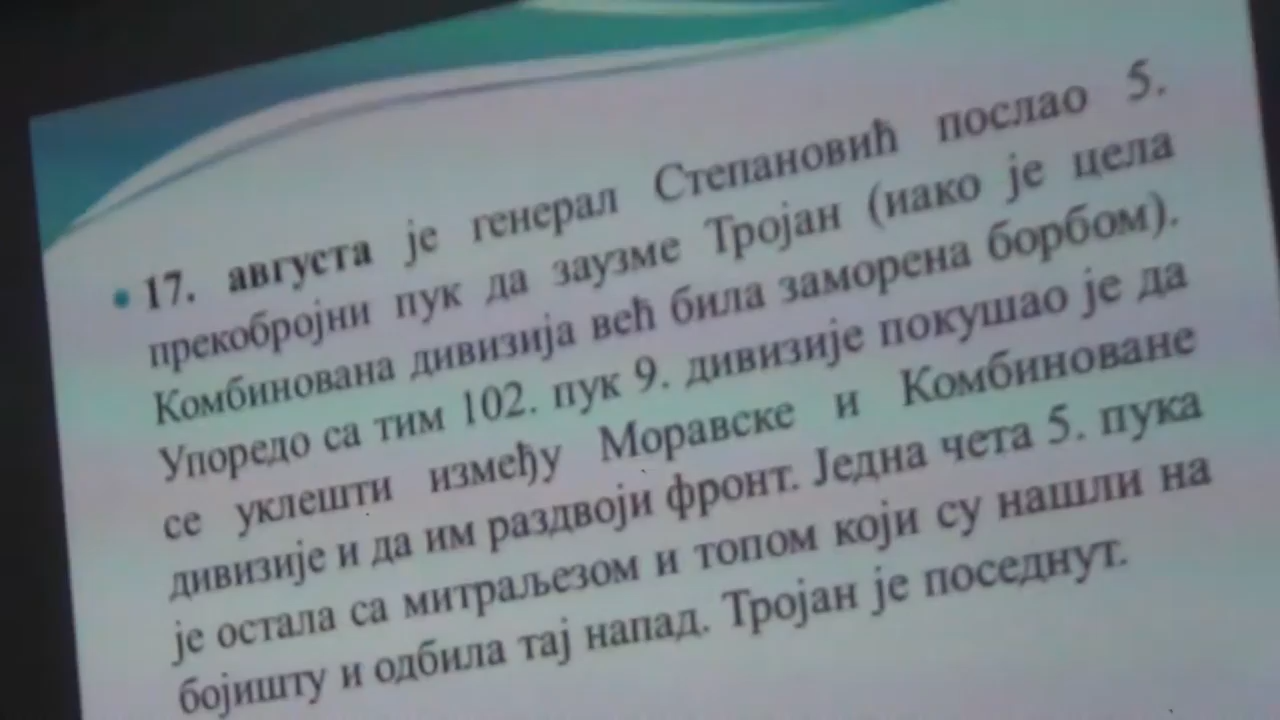 17. августа је генерал Степановић послао 5.
прекобројни пук да заузме Тројан (иако је цела
Комбинована дивизија већ била заморена борбом).
Упоредо са тим 102. пук 9. дивизије покушао је да
се уклешти између Моравске и Комбиноване
дивизије и да им раздвоји фронт. Једна чета 5. пука
је остала са митраљезом и топом који су нашли на
бојишту и одбила тај напад. Тројан је поседнут.